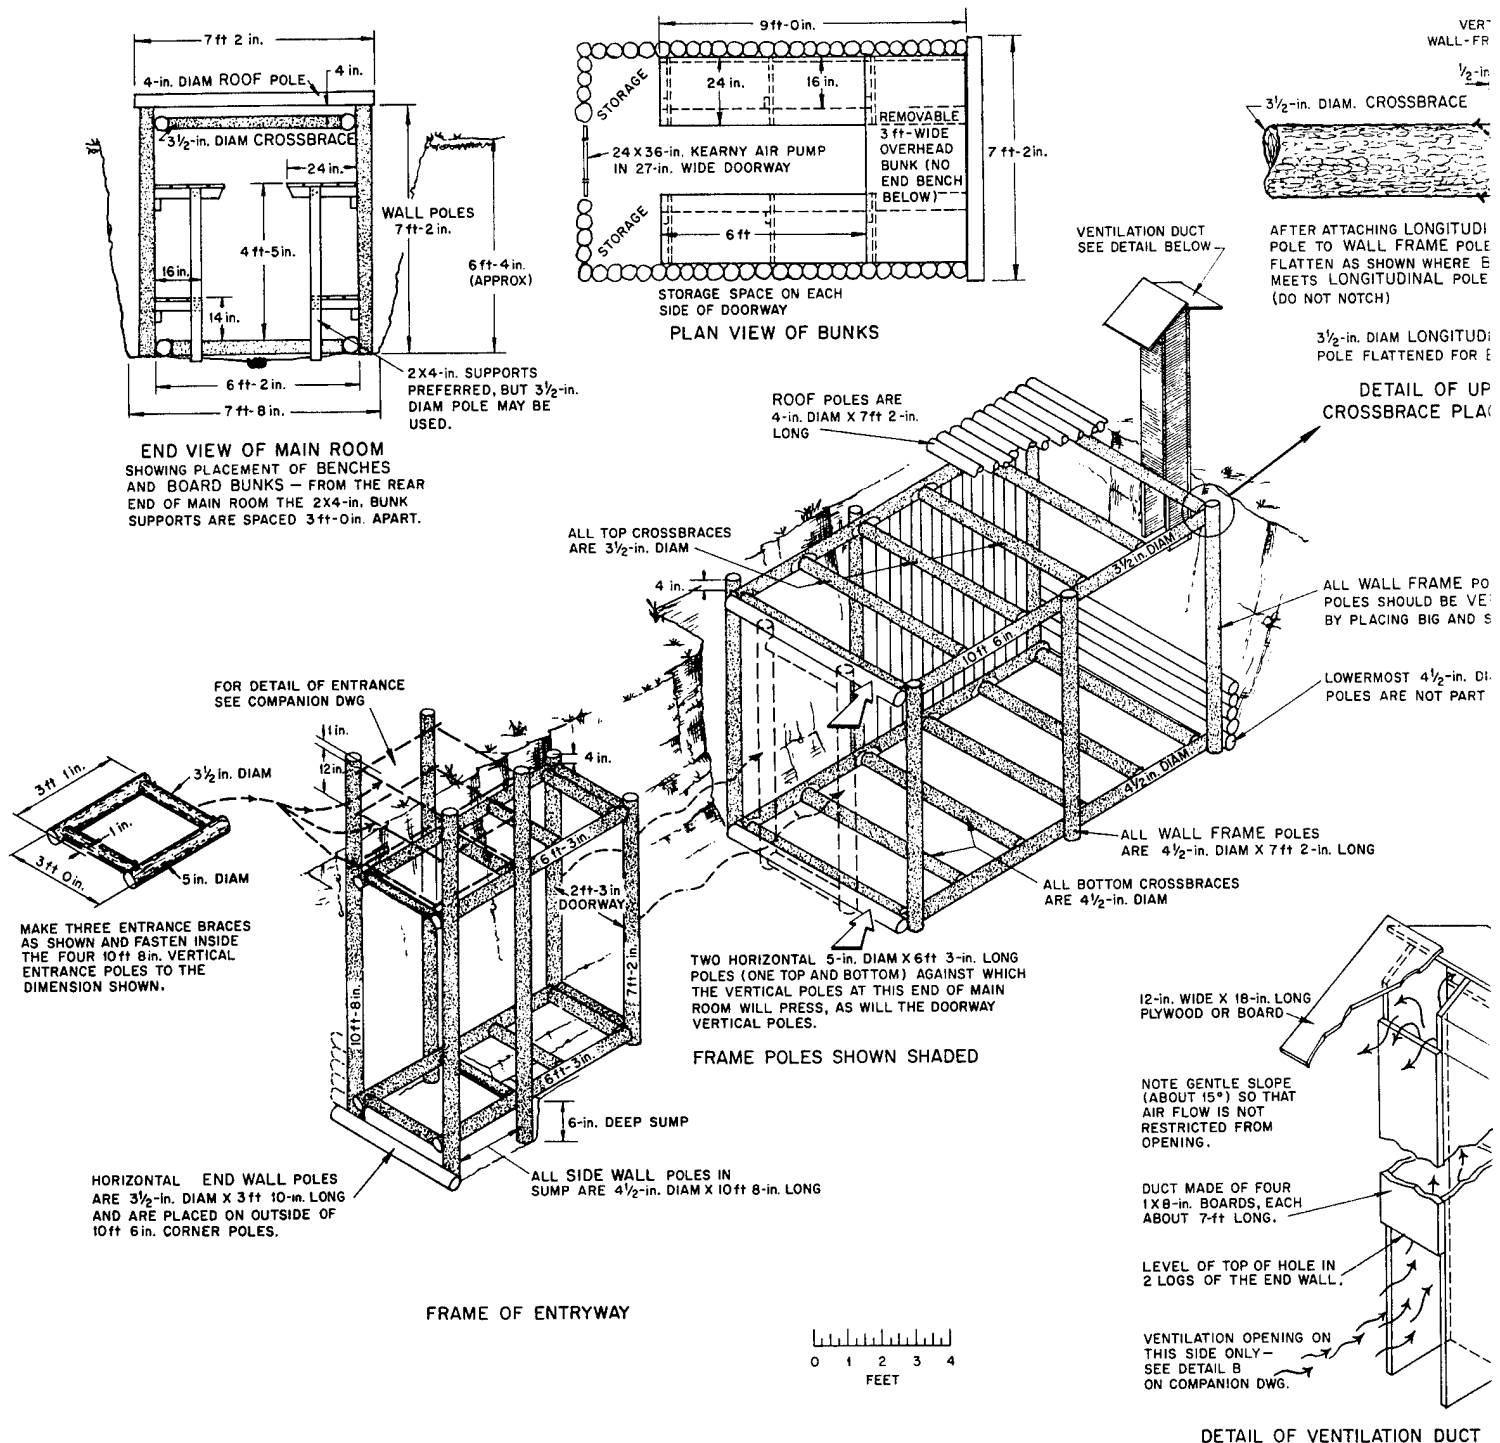 7 ft 2 in.
4-in. DIAM ROOF POLE
4 in.
3½-in. DIAM CROSSBRACE
24 in.
WALL POLES
7 ft-2 in.
4 ft-5 in.
6 ft-4 in.
(APPROX)
16 in.
14 in.
6 ft-2 in.
7 ft-8 in.
2X4-in. SUPPORTS
PREFERRED, BUT 3½-in.
DIAM POLE MAY BE
USED.
END VIEW OF MAIN ROOM
SHOWING PLACEMENT OF BENCHES
AND BOARD BUNKS – FROM THE REAR
END OF MAIN ROOM THE 2X4-in. BUNK
SUPPORTS ARE SPACED 3 ft-0 in. APART.
9 ft-0 in.
STORAGE
24 in.
16 in.
24 X 36-in. KEARNY AIR PUMP
IN 27-in. WIDE DOORWAY
REMOVABLE
3 ft-WIDE
OVERHEAD
BUNK (NO
END BENCH
BELOW)
7 ft-2 in.
STORAGE
6 ft
STORAGE SPACE ON EACH
SIDE OF DOORWAY
PLAN VIEW OF BUNKS
VERT
WALL-FR
½-in
3½-in. DIAM. CROSSBRACE
AFTER ATTACHING LONGITUDI
POLE TO WALL FRAME POLE
FLATTEN AS SHOWN WHERE B
MEETS LONGITUDINAL POLE
(DO NOT NOTCH)
3½-in. DIAM LONGITUDI
POLE FLATTENED FOR
DETAIL OF UP
CROSSBRACE PLAC
VENTILATION DUCT
SEE DETAIL BELOW
ROOF POLES ARE
4-in. DIAM X 7 ft 2-in.
LONG
ALL TOP CROSSBRACES
ARE 3½-in. DIAM
4 in.
3½ in. DIAM
10 ft 6 in.
4½ in. DIAM
ALL WALL FRAME PO
POLES SHOULD BE VE
BY PLACING BIG AND S
LOWERMOST 4½-in. DI
POLES ARE NOT PART
ALL WALL FRAME POLES
ARE 4½-in. DIAM X 7 ft 2-in. LONG
ALL BOTTOM CROSSBRACES
ARE 4½-in. DIAM
TWO HORIZONTAL 5-in. DIAM X 6 ft 3-in. LONG
POLES (ONE TOP AND BOTTOM) AGAINST WHICH
THE VERTICAL POLES AT THIS END OF MAIN
ROOM WILL PRESS, AS WILL THE DOORWAY
VERTICAL POLES.
FRAME POLES SHOWN SHADED
FOR DETAIL OF ENTRANCE
SEE COMPANION DWG
1 in.
12 in.
4 in.
3 ft 1 in.
3½ in. DIAM
1 in.
3 ft 0 in.
5 in. DIAM
MAKE THREE ENTRANCE BRACES
AS SHOWN AND FASTEN INSIDE
THE FOUR 10 ft 8 in. VERTICAL
ENTRANCE POLES TO THE
DIMENSION SHOWN.
6 ft-3 in.
2 ft-3 in
DOORWAY
7 ft-2 in.
10 ft-8 in.
6 ft-3 in.
6-in. DEEP SUMP
ALL SIDE WALL POLES IN
SUMP ARE 4½-in. DIAM X 10 ft 8-in. LONG
HORIZONTAL END WALL POLES
ARE 3½-in. DIAM X 3 ft 10-in. LONG
AND ARE PLACED ON OUTSIDE OF
10 ft 6 in. CORNER POLES.
FRAME OF ENTRYWAY
0 1 2 3 4
FEET
12-in. WIDE X 18-in. LONG
PLYWOOD OR BOARD
NOTE GENTLE SLOPE
(ABOUT 15°) SO THAT
AIR FLOW IS NOT
RESTRICTED FROM
OPENING.
DUCT MADE OF FOUR
1 X 8-in. BOARDS, EACH
ABOUT 7-ft LONG.
LEVEL OF TOP OF HOLE IN
2 LOGS OF THE END WALL.
VENTILATION OPENING ON
THIS SIDE ONLY–
SEE DETAIL B
ON COMPANION DWG.
DETAIL OF VENTILATION DUCT